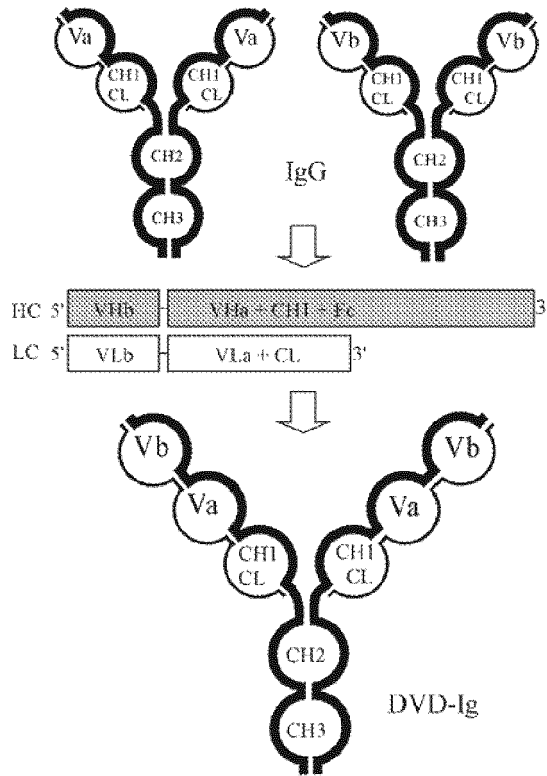 Va Va Vb Vb
CH1 CL CH1 CL CH1 CL CH1 CL
CH2 CH2
IgG
CH3 CH3
HC 5' VHb VHa + CH1 + Fc 3
LC 5' VLb VLa + CL 3'
Vb Vb
Va Va
CH1 CH1
CL CL
CH2
DVD-Ig
CH3